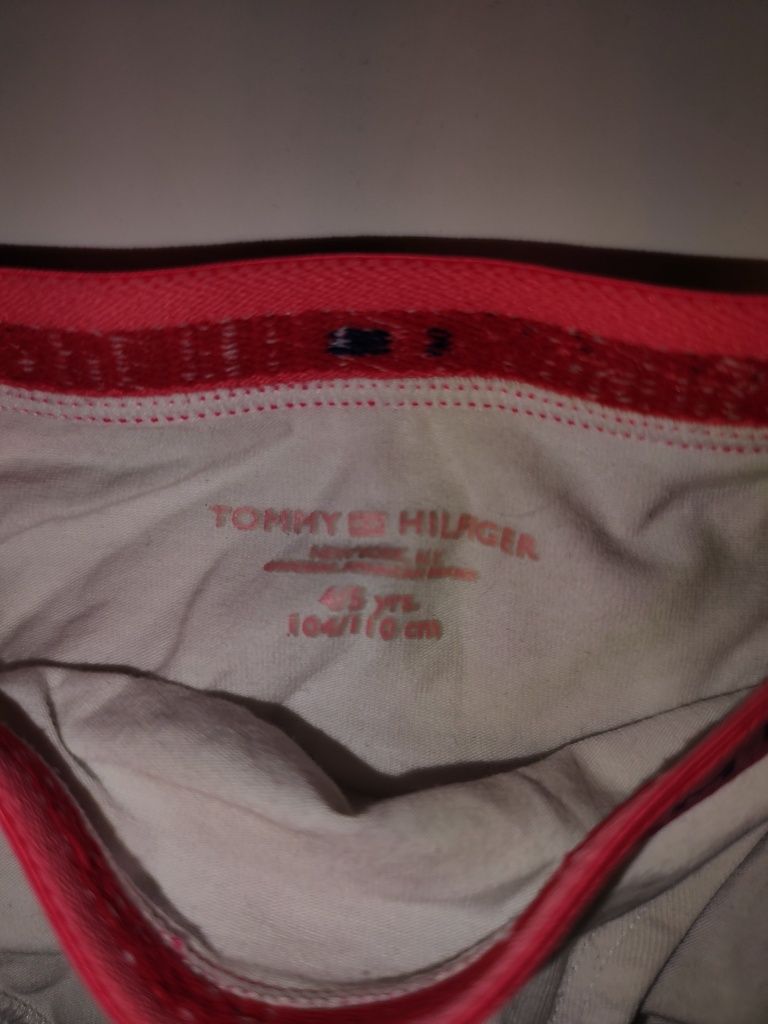 TOMMY HILFIGER
NEW YORK, NY
4/5 yrs.
104/110 cm